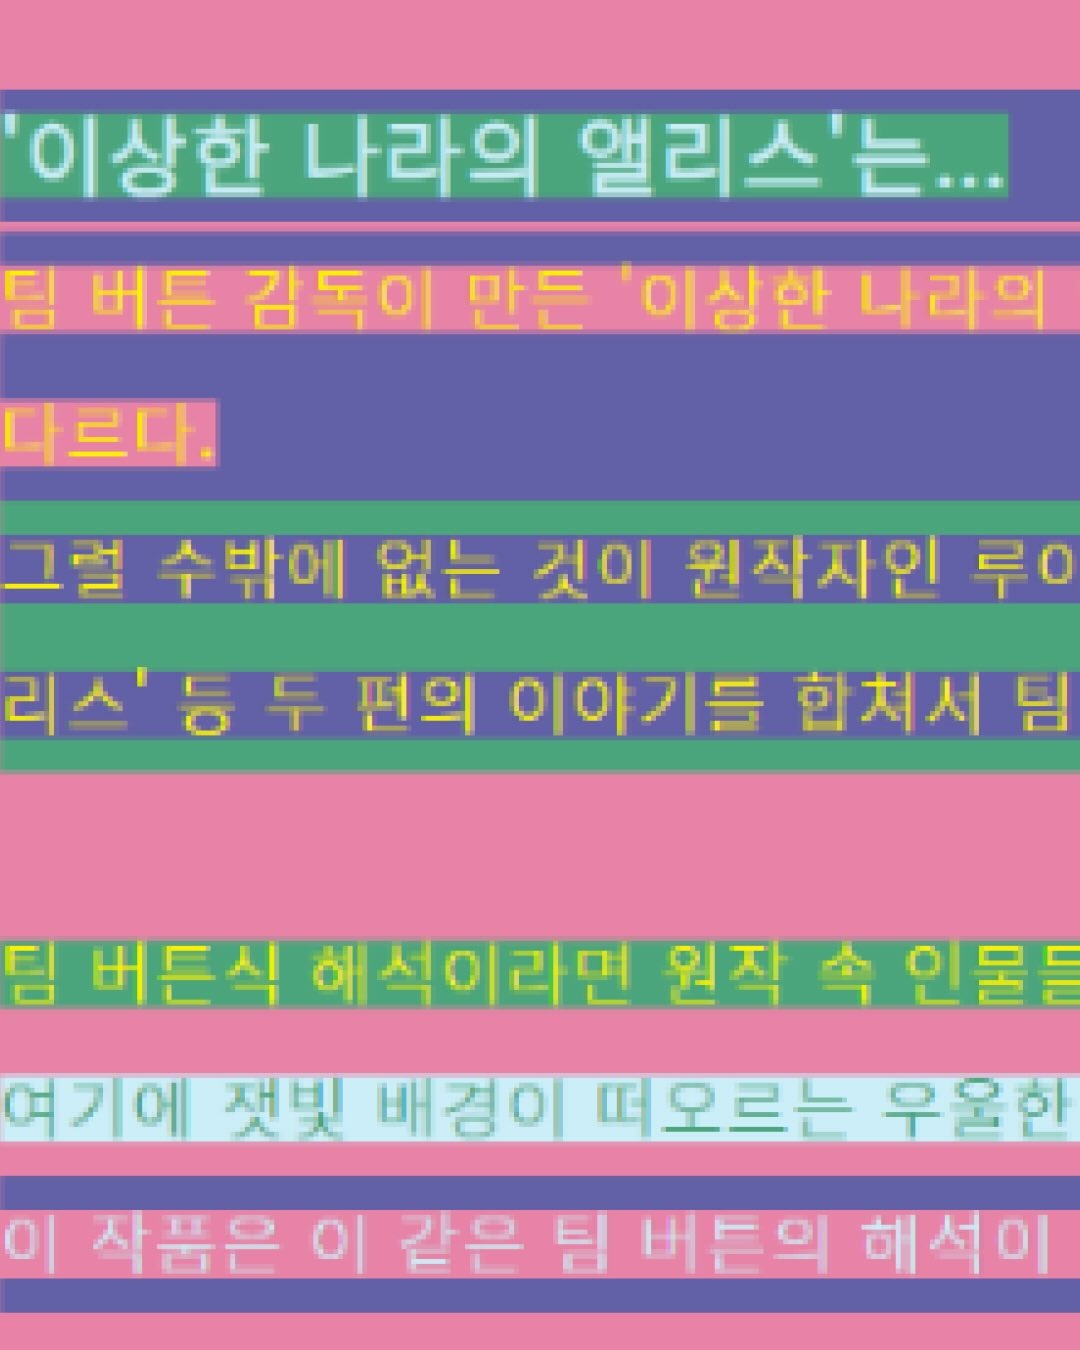 '이상한 나라의 앨리스'는...
팀 버튼 감독이 만든 '이상한 나라의
다르다.
그럴 수밖에 없는 것이 원작자인 루이
리스' 등 두 편의 이야기를 합쳐서 팀
팀 버튼식 해석이라면 원작 속 인물들
여기에 잿빛 배경이 떠오르는 우울한
이 작품은 이 같은 팀 버튼의 해석이